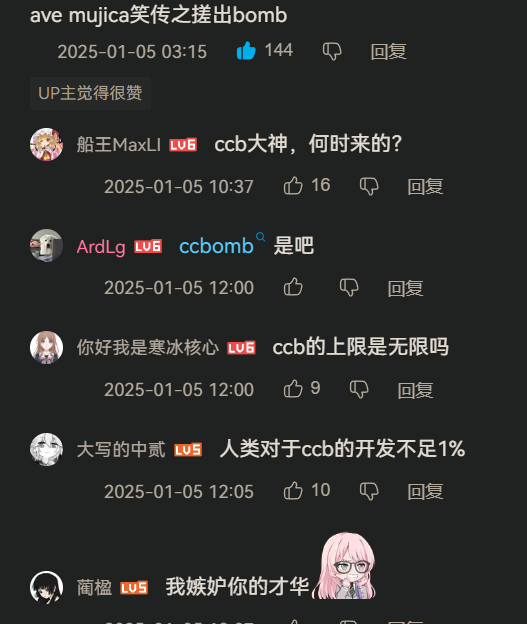 ave mujica笑传之搓出bomb
2025-01-05 03:15 144 回复
UP主觉得很赞
船王MaxLI LV6 ccb大神，何时来的？
2025-01-05 10:37 16 回复
ArdLg LV6 ccbomb 是吧
2025-01-05 12:00 回复
你好我是寒冰核心 LV6 ccb的上限是无限吗
2025-01-05 12:00 9 回复
大写的中贰 LV5 人类对于ccb的开发不足1%
2025-01-05 12:05 10 回复
蔺楹 LV5 我嫉妒你的才华